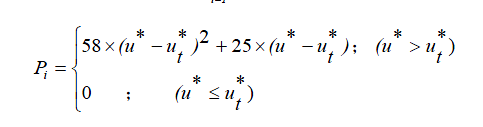 P_i = { 58×(u* − u_t*)² + 25×(u* − u_t*); (u* > u_t*)
0 ; (u* ≤ u_t*)